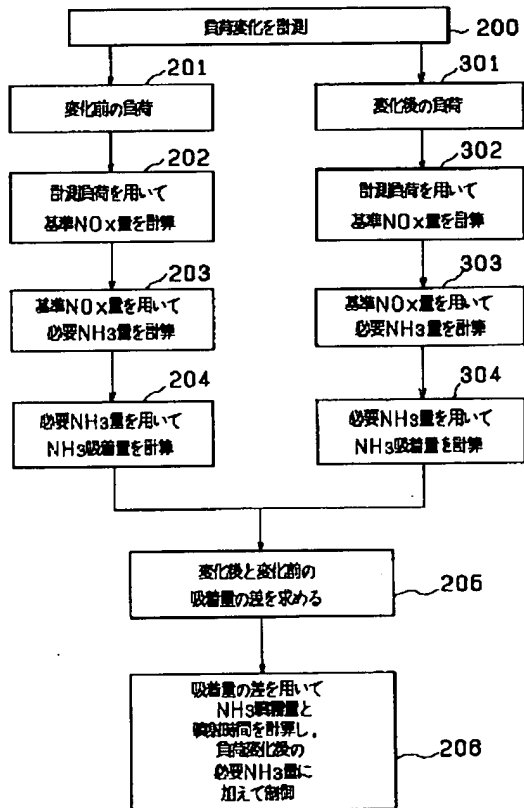 負荷変化を計測
200
201
変化前の負荷
301
変化後の負荷
202
計測負荷を用いて
基準NOx量を計算
302
計測負荷を用いて
基準NOx量を計算
203
基準NOx量を用いて
必要NH3量を計算
303
基準NOx量を用いて
必要NH3量を計算
204
必要NH3量を用いて
NH3吸着量を計算
304
必要NH3量を用いて
NH3吸着量を計算
変化後と変化前の
吸着量の差を求める
206
吸着量の差を用いて
NH3噴霧量と
噴射時間を計算し、
負荷変化後の
必要NH3量に
加えて制御
208